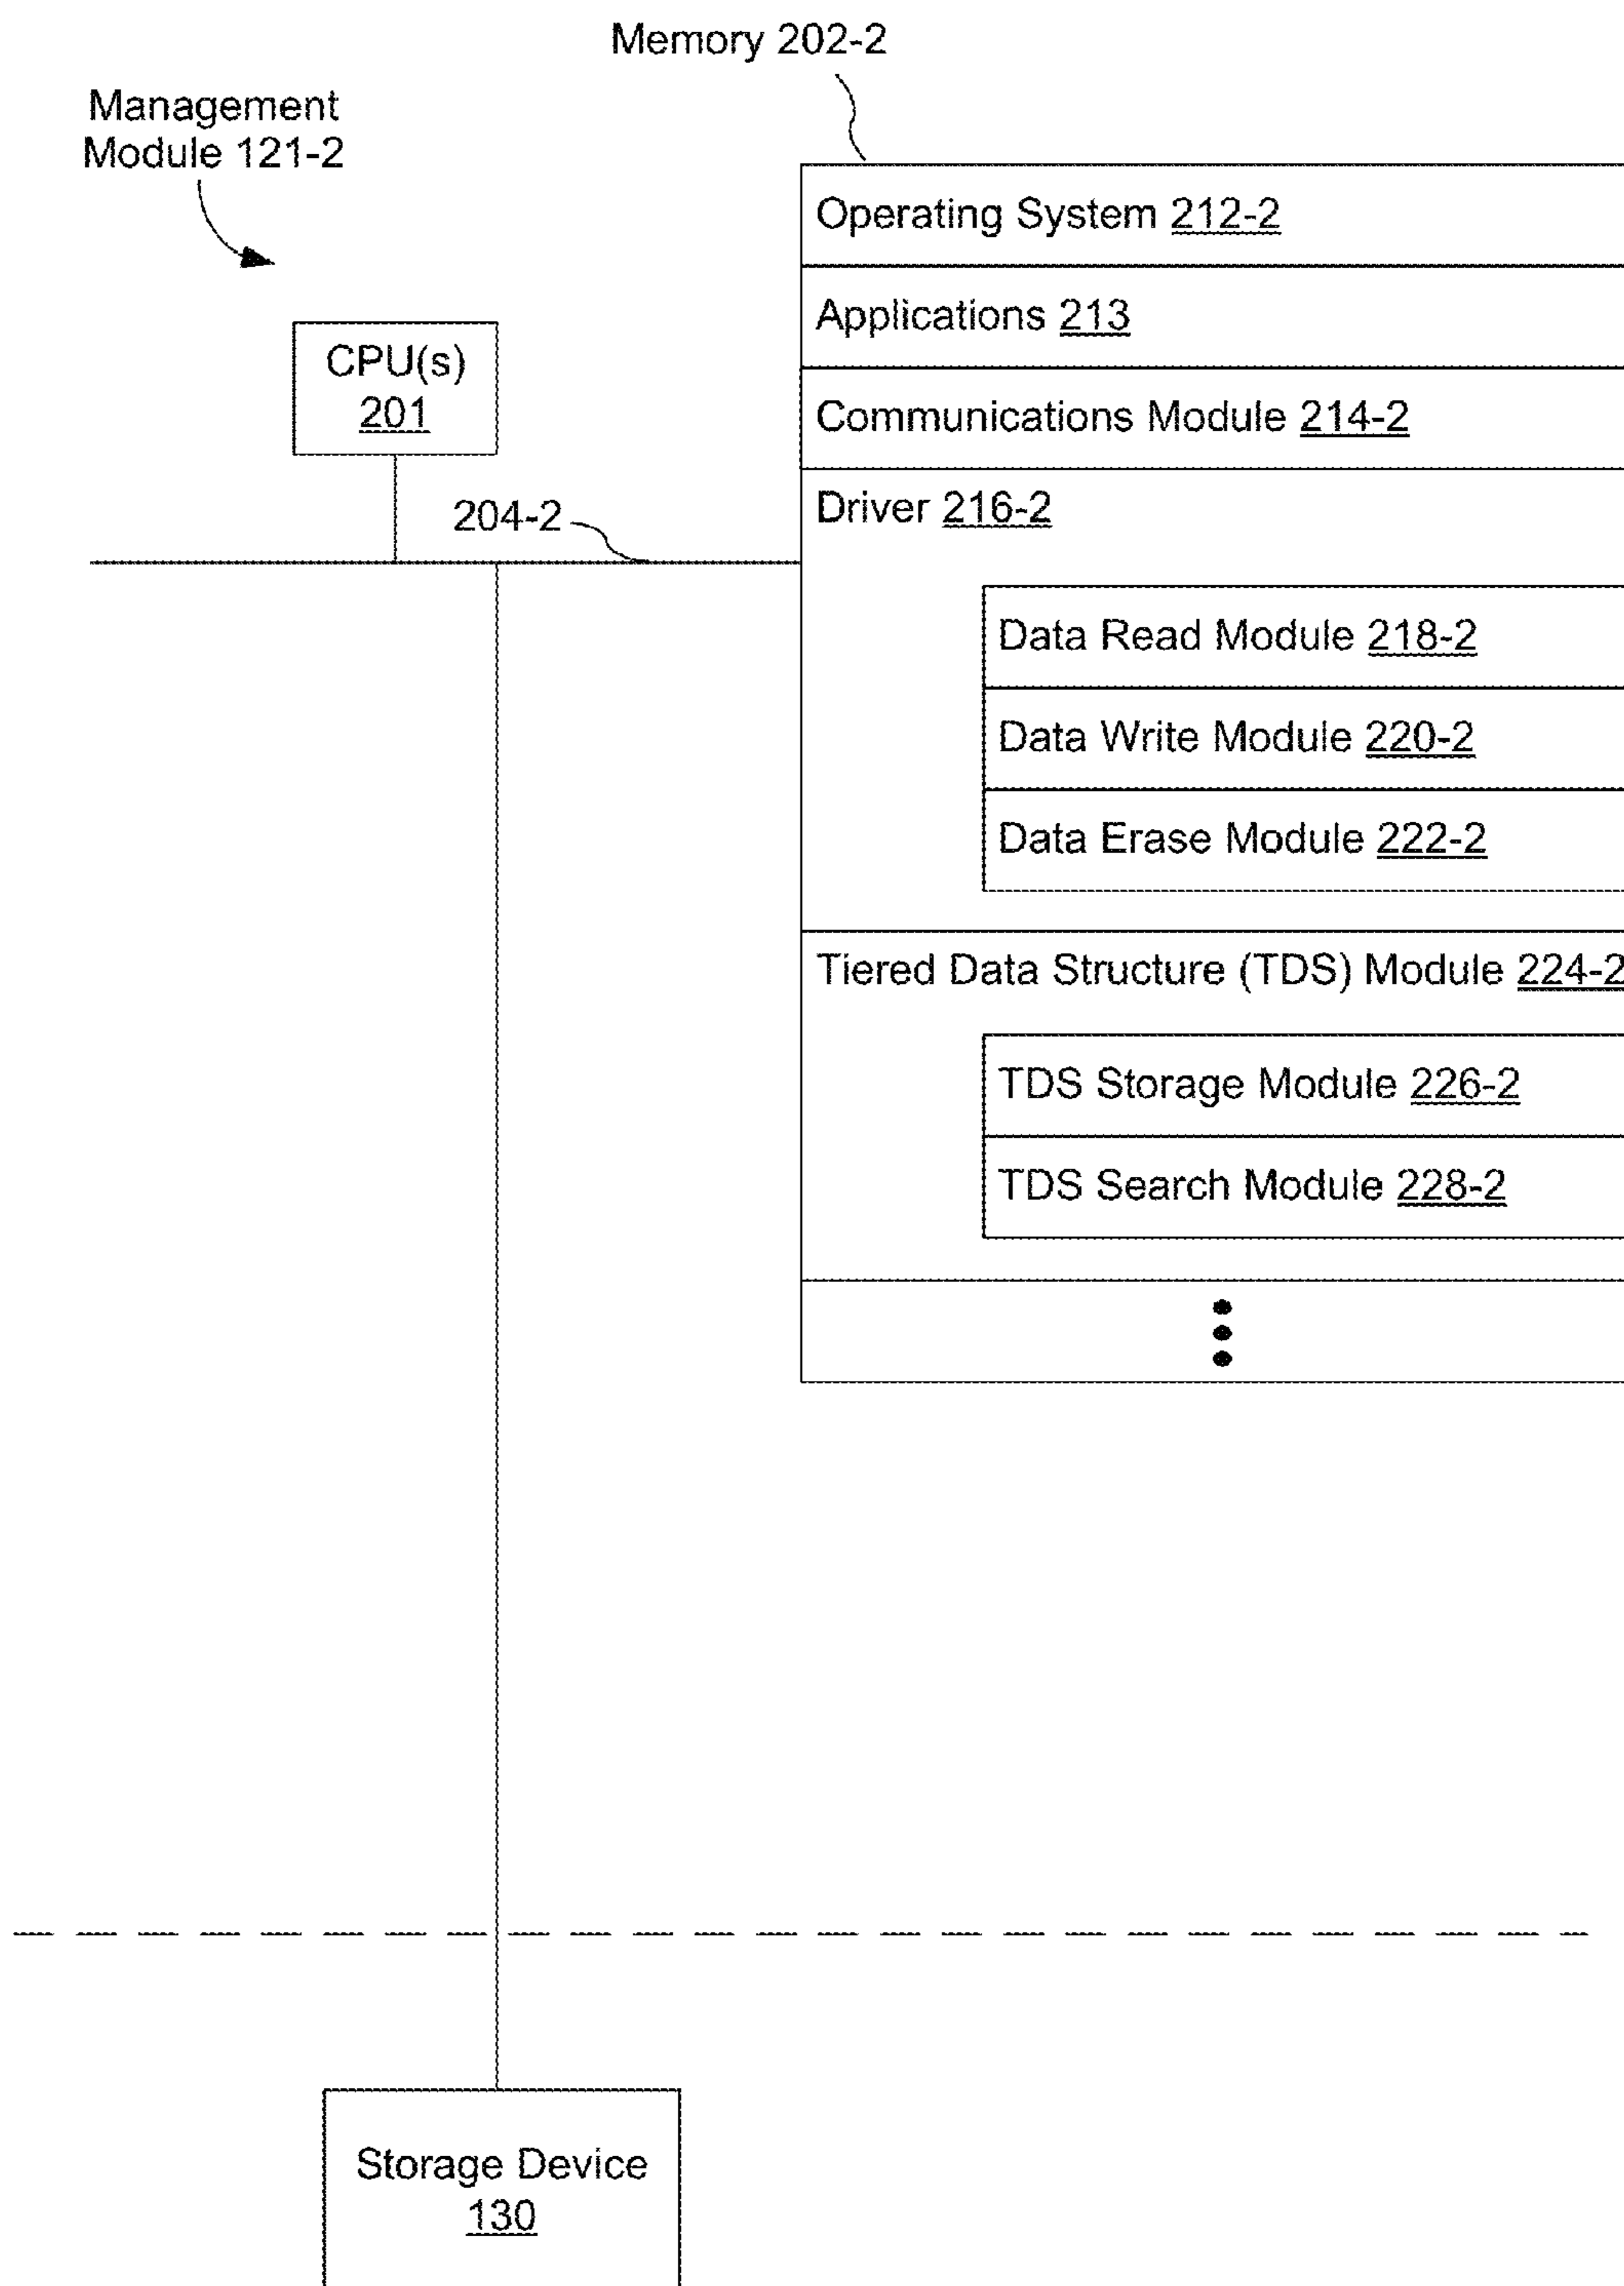 Memory 202-2
Management
Module 121-2
Operating System 212-2
Applications 213
CPU(s)
201
Communications Module 214-2
Driver 216-2
204-2
Data Read Module 218-2
Data Write Module 220-2
Data Erase Module 222-2
Tiered Data Structure (TDS) Module 224-2
TDS Storage Module 226-2
TDS Search Module 228-2
Storage Device
130